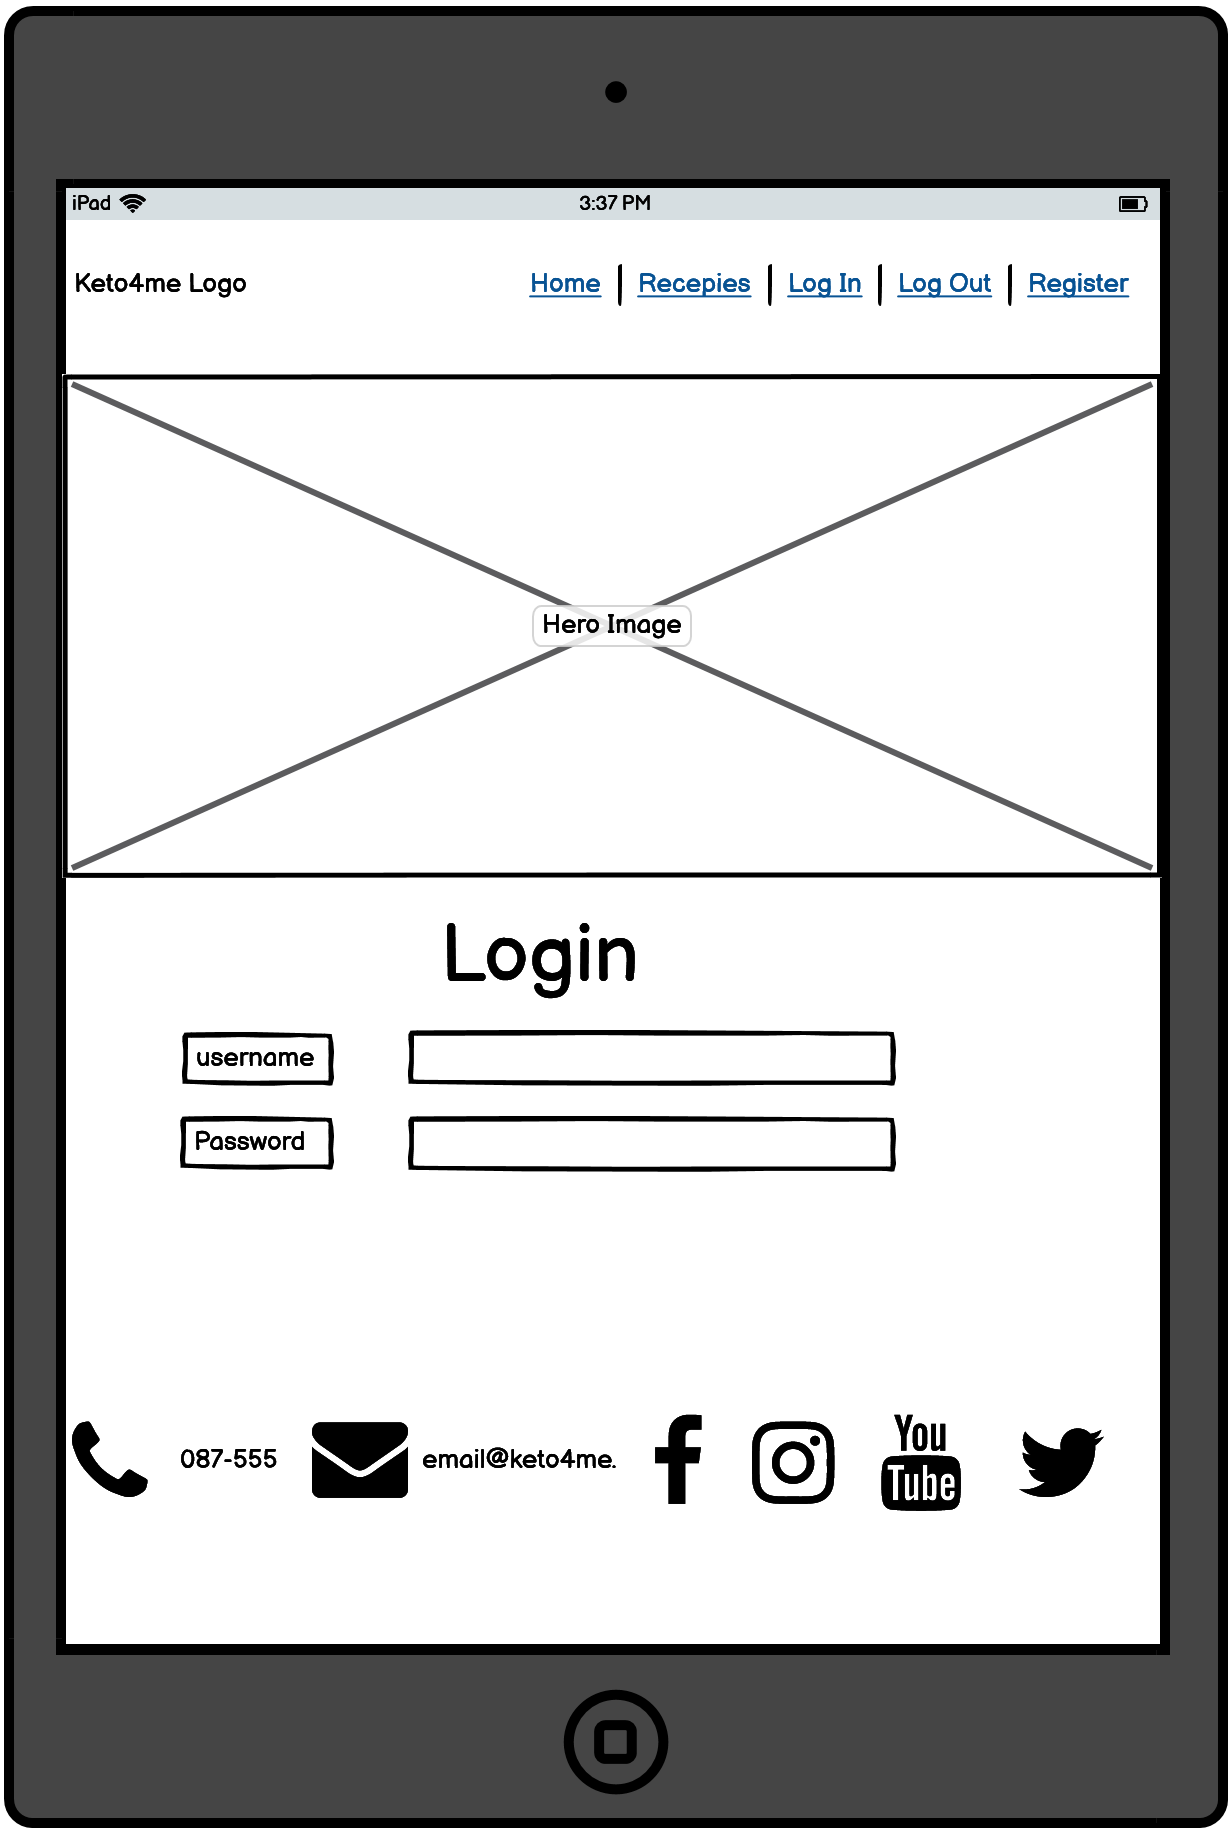 iPad 3:37 PM
Keto4me Logo Home Recepies Log In Log Out Register
Hero Image
Login
username
Password
087-555 email@keto4me. You
Tube